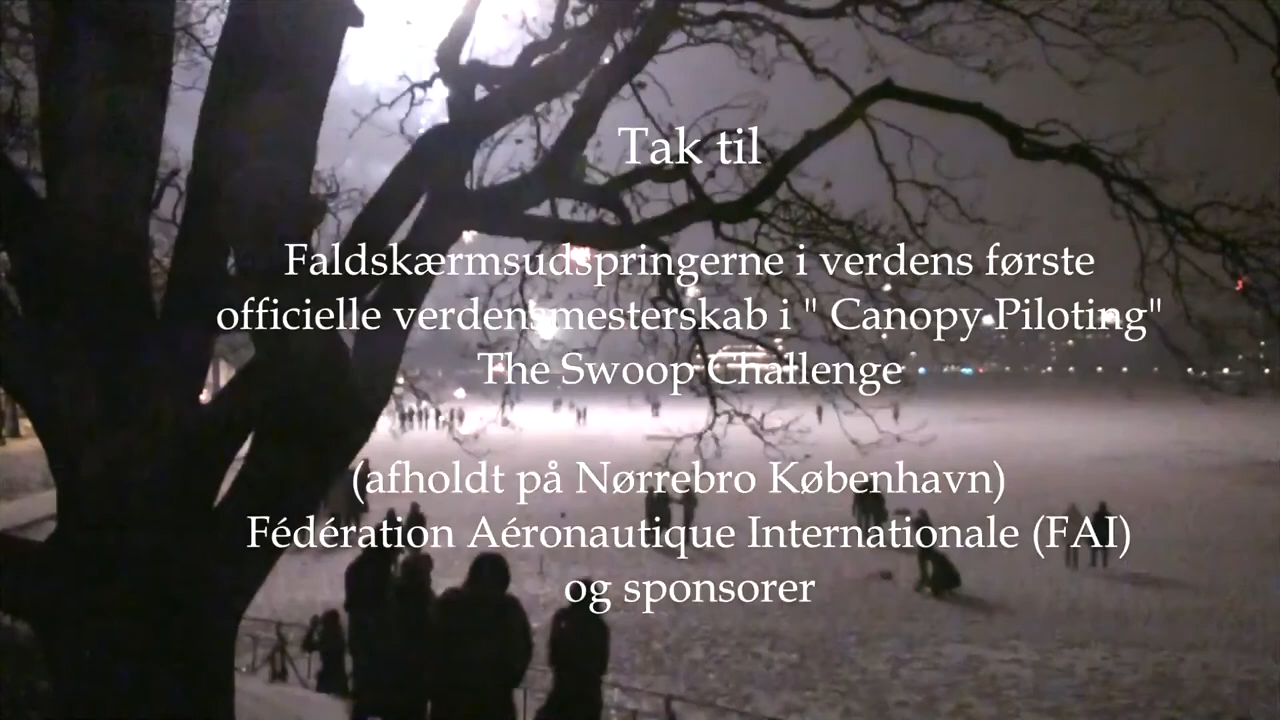 Tak til
Faldskærmsudspringerne i verdens første
officielle verdensmesterskab i " Canopy Piloting"
The Swoop Challenge
(afholdt på Nørrebro København)
Fédération Aéronautique Internationale (FAI)
og sponsorer